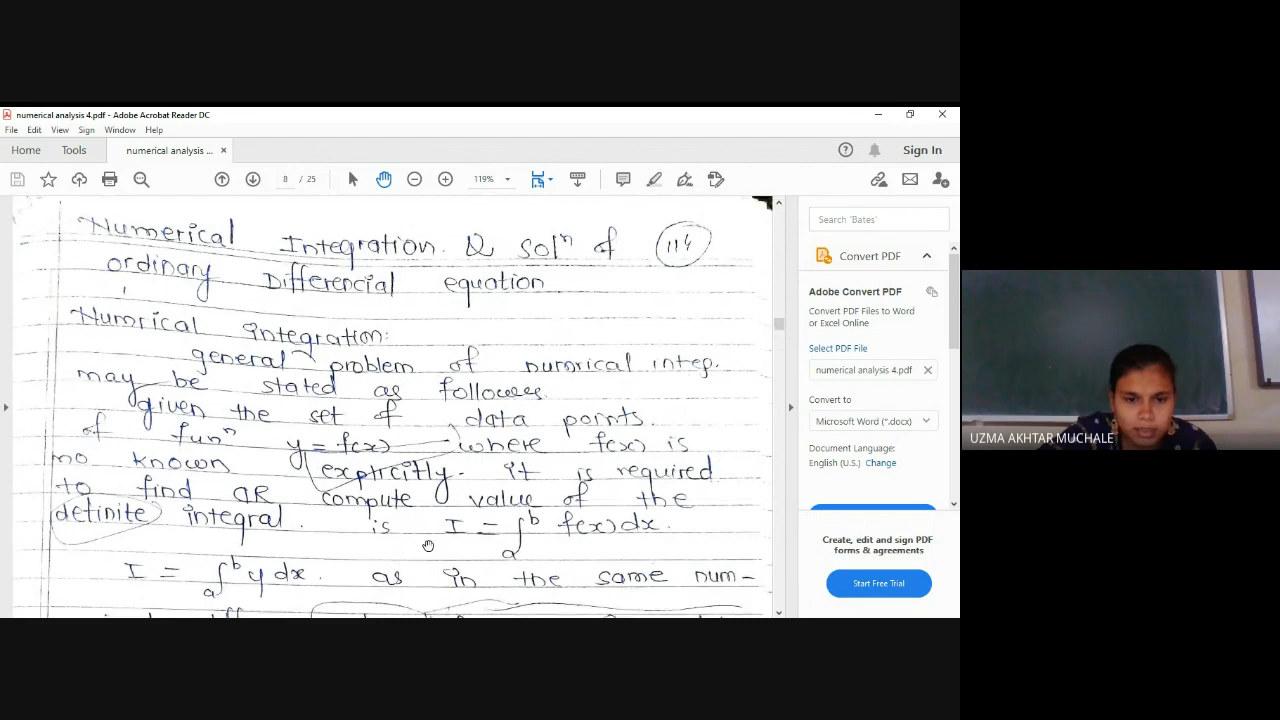 numerical analysis 4.pdf - Adobe Acrobat Reader DC
File Edit View Sign Window Help
Home Tools numerical analysis ... × Sign In
8 / 25 119%
Numerical Integration & solⁿ of 114
ordinary Differencial equation
Numrical integration:
general problem of numrical integ.
may be stated as followes.
given the set of data points.
of funⁿ y = f(x) where f(x) is
no known explricitly. it is required
to find OR compute value of the
definite integral. is I = ∫ₐᵇ f(x) dx.
I = ∫ₐᵇ y dx. as in the same num-
Search 'Bates'
Convert PDF
Adobe Convert PDF
Convert PDF Files to Word
or Excel Online
Select PDF File
numerical analysis 4.pdf ×
Convert to
Microsoft Word (*.docx)
Document Language:
English (U.S.) Change
Create, edit and sign PDF
forms & agreements
Start Free Trial
UZMA AKHTAR MUCHALE